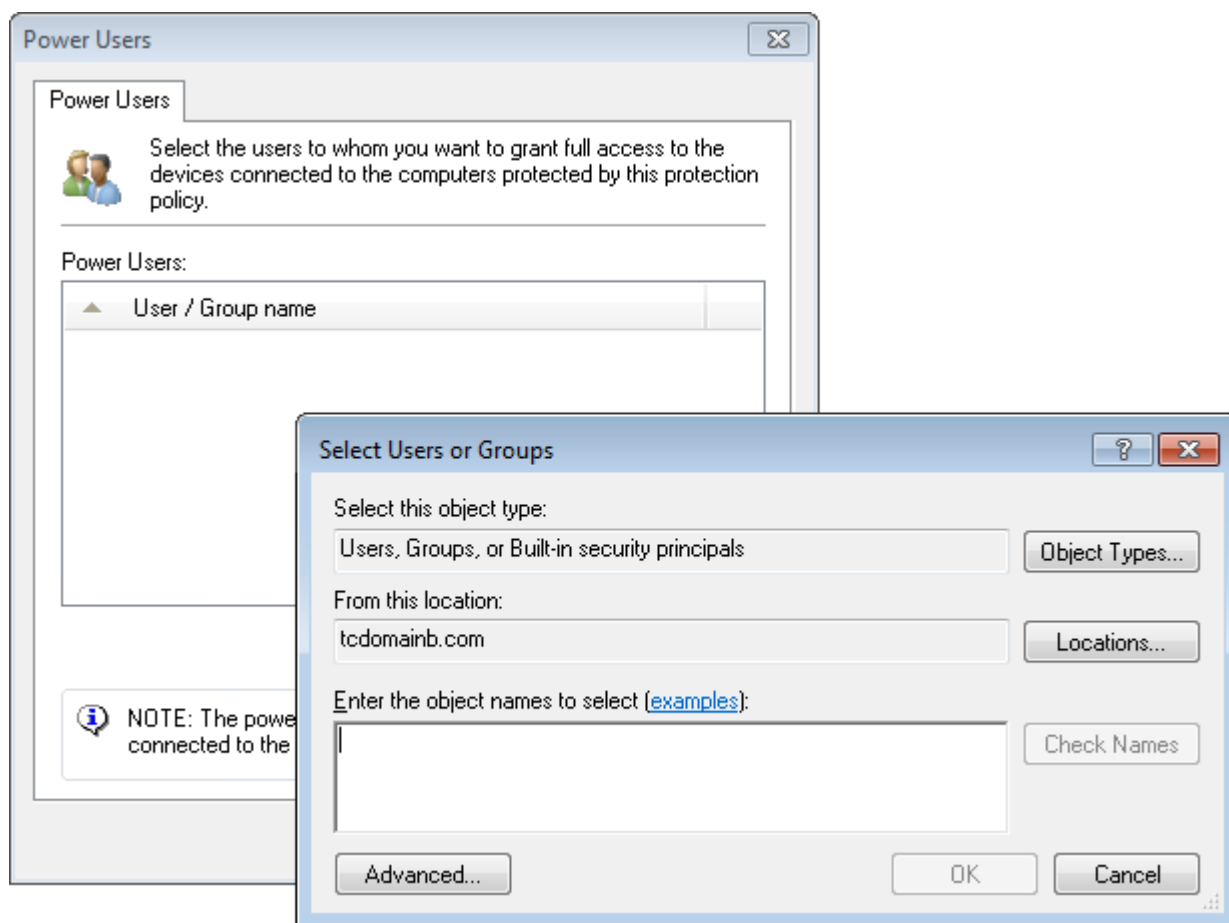 Power Users
Power Users
Select the users to whom you want to grant full access to the
devices connected to the computers protected by this protection
policy.
Power Users:
User / Group name
NOTE: The powe
connected to the
Select Users or Groups
Select this object type:
Users, Groups, or Built-in security principals
Object Types...
From this location:
tcdomainb.com
Locations...
Enter the object names to select (examples):
Check Names
Advanced...
OK
Cancel